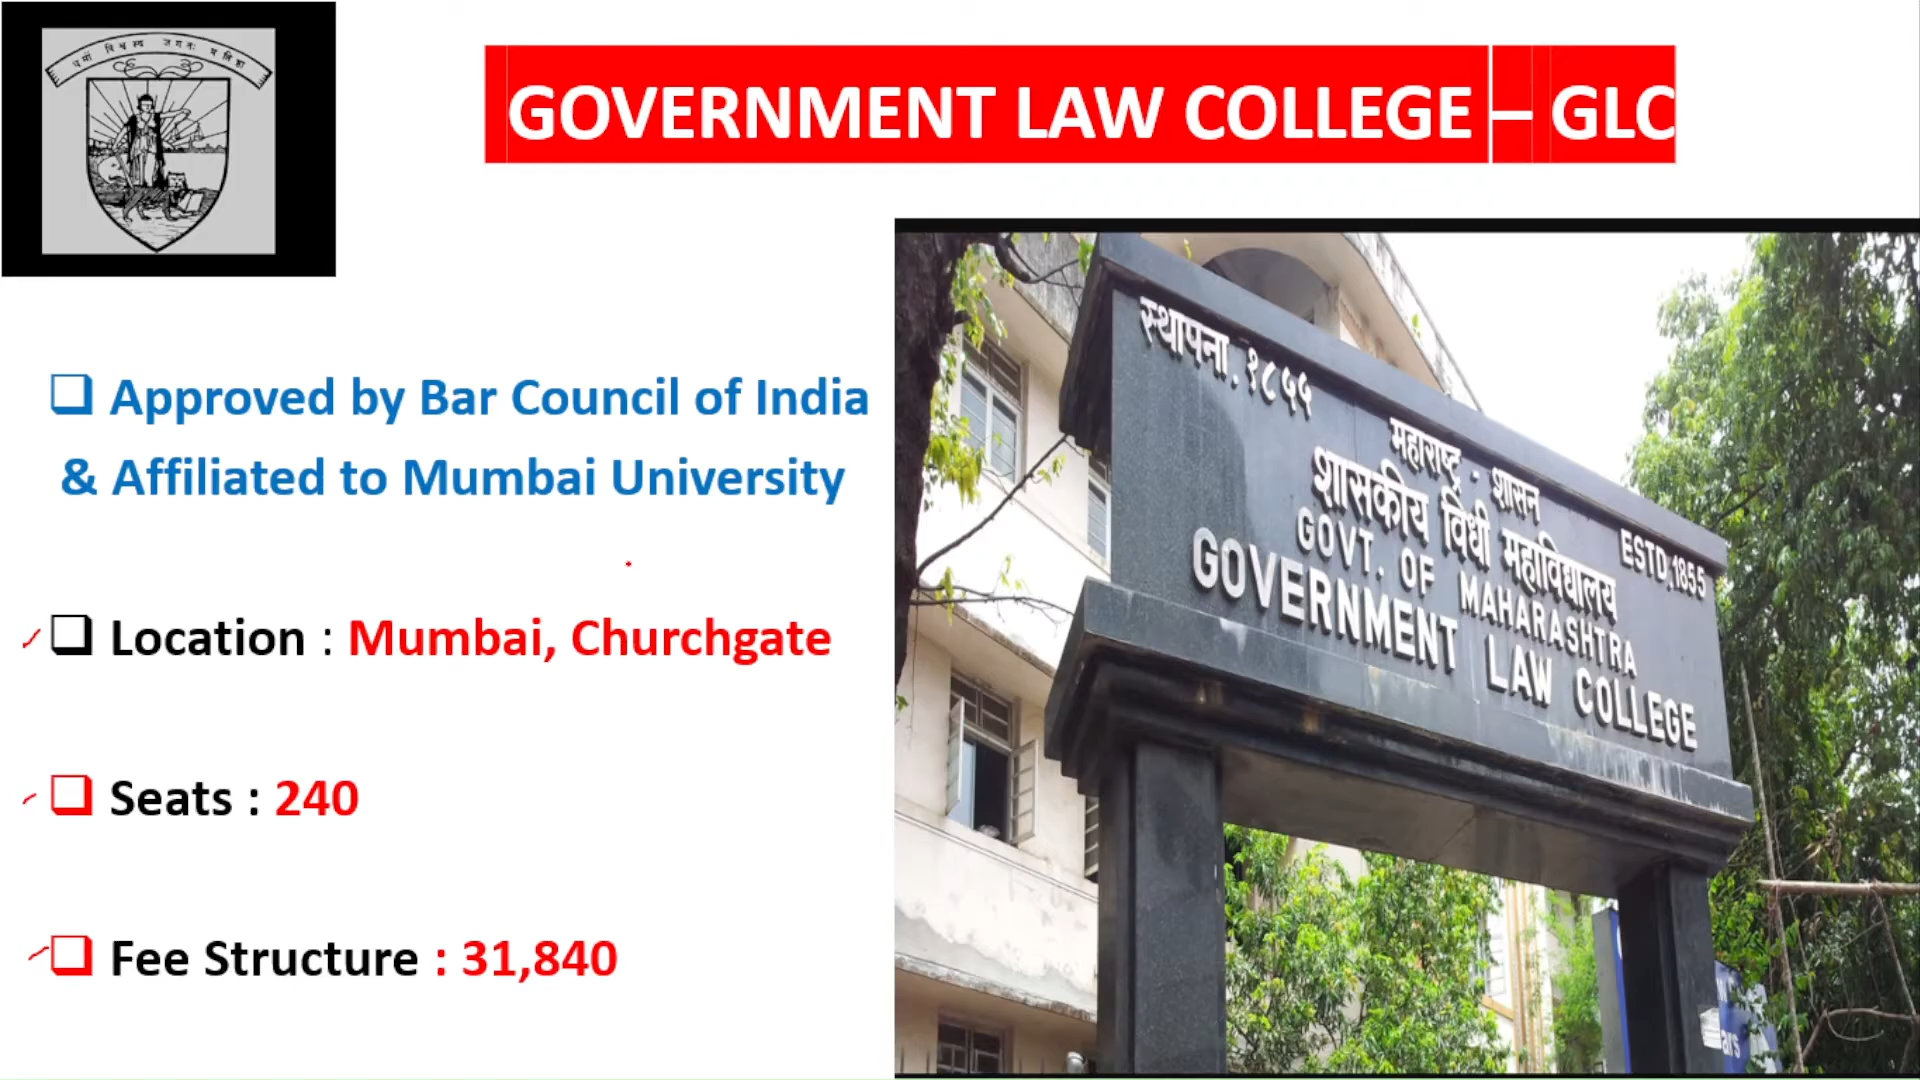 GOVERNMENT LAW COLLEGE – GLC
Approved by Bar Council of India
& Affiliated to Mumbai University
Location : Mumbai, Churchgate
Seats : 240
Fee Structure : 31,840
स्थापना. १८५५
महाराष्ट्र - शासन
शासकीय विधी महाविद्यालय
ESTD. 1855
GOVT. OF MAHARASHTRA
GOVERNMENT LAW COLLEGE